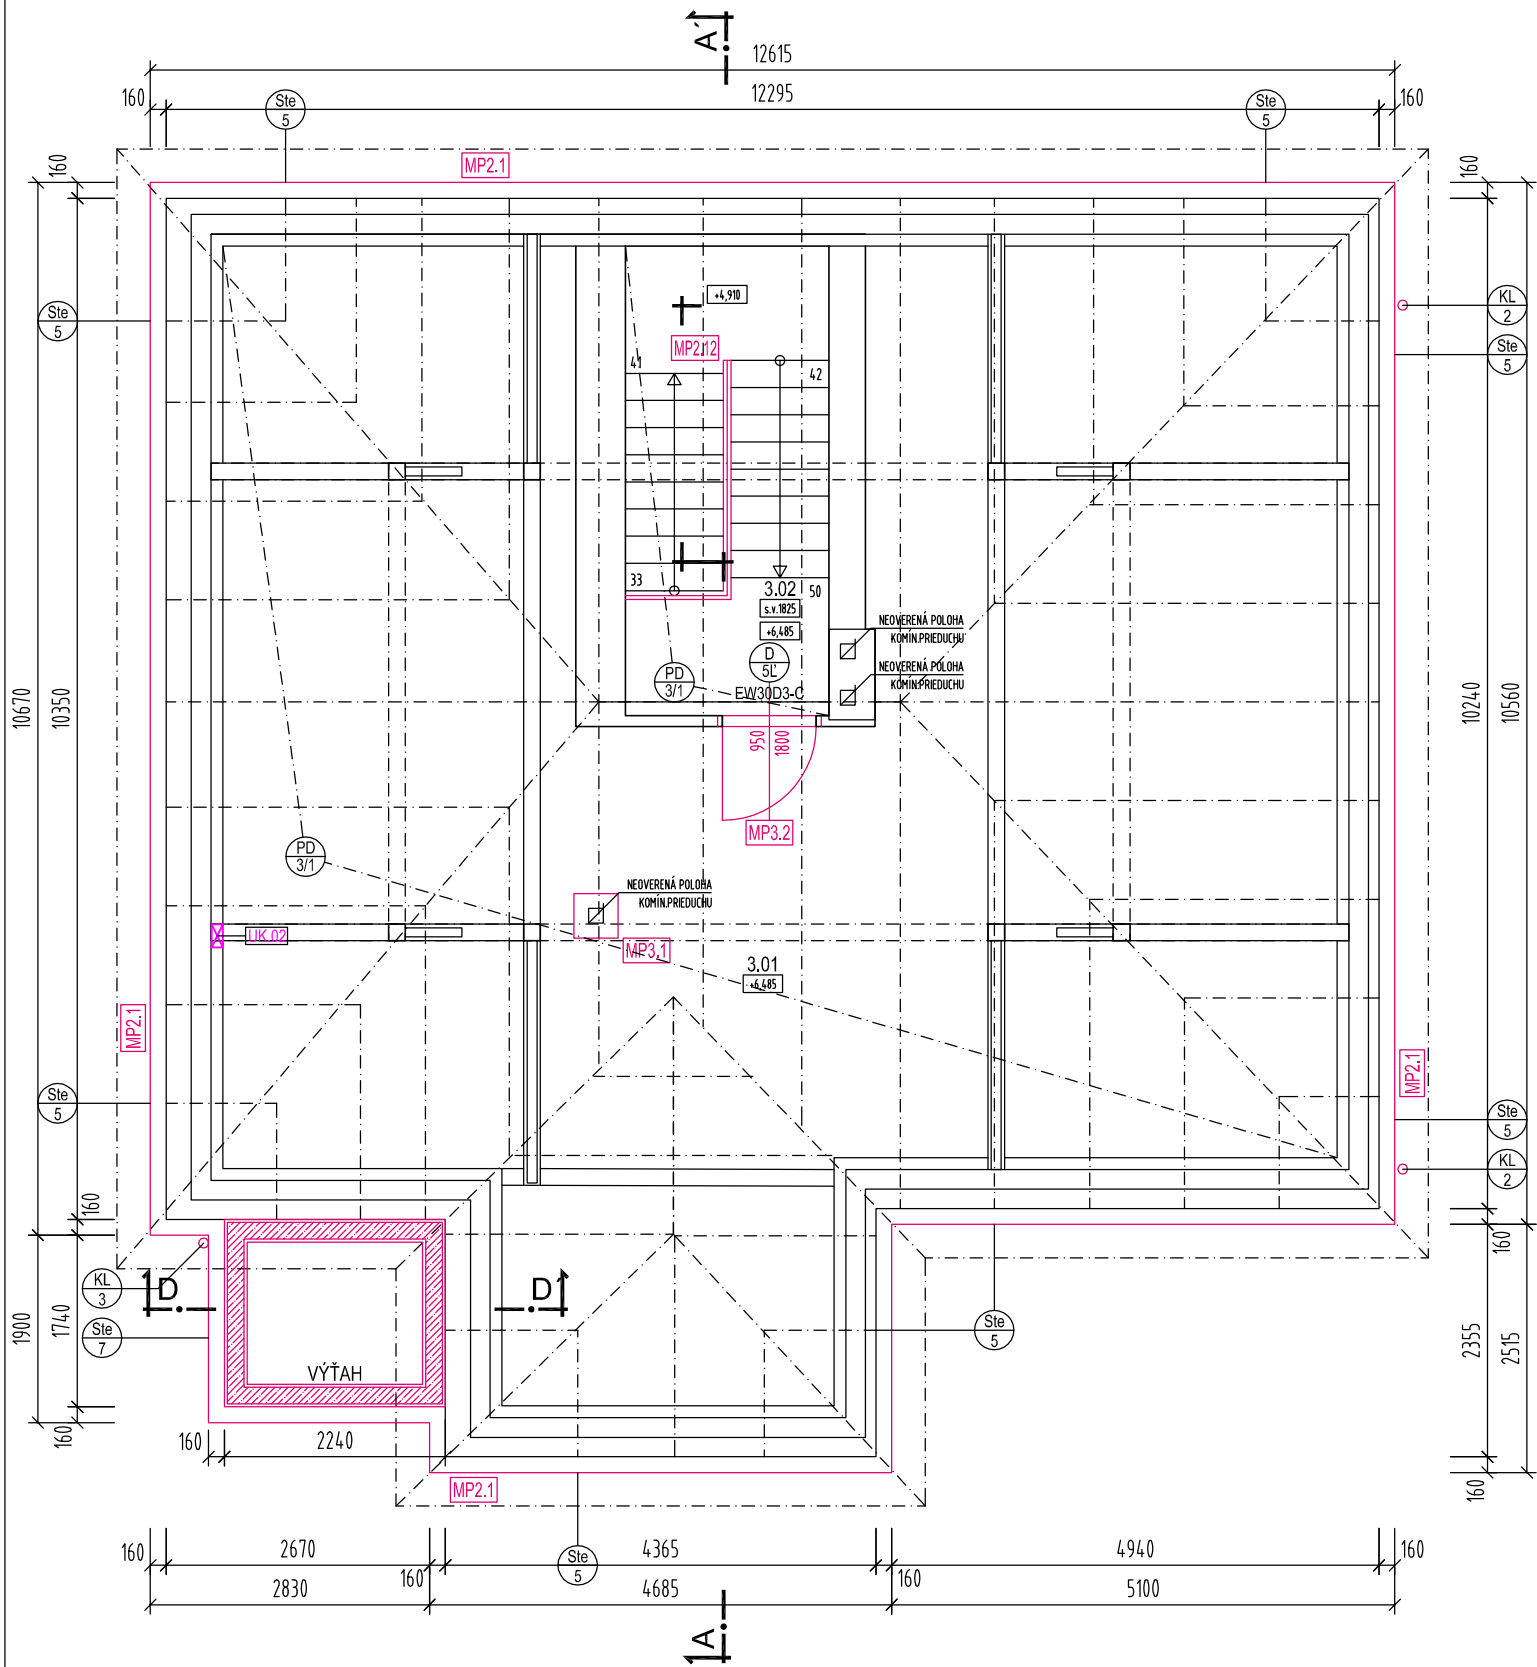 A'
12615
12295
160
160
Ste
5
Ste
5
MP2.1
160
160
10670
10350
10240
10560
Ste
5
KL
2
Ste
5
+4,910
MP2.12
41
42
33
50
3.02
s.v.1825
+6,485
D
5Ľ
EW30D3-C
PD
3/1
NEOVERENÁ POLOHA
KOMÍN.PRIEDUCHU
NEOVERENÁ POLOHA
KOMÍN.PRIEDUCHU
950
1800
MP3.2
PD
3/1
NEOVERENÁ POLOHA
KOMÍN.PRIEDUCHU
UK.02
MP3.1
3.01
+6,485
MP2.1
MP2.1
Ste
5
Ste
5
KL
2
160
160
KL
3
D
D'
Ste
7
Ste
5
1900
1740
2355
2515
VÝŤAH
160
160
2240
160
MP2.1
160
2670
160
4365
160
4940
160
Ste
5
2830
4685
5100
A